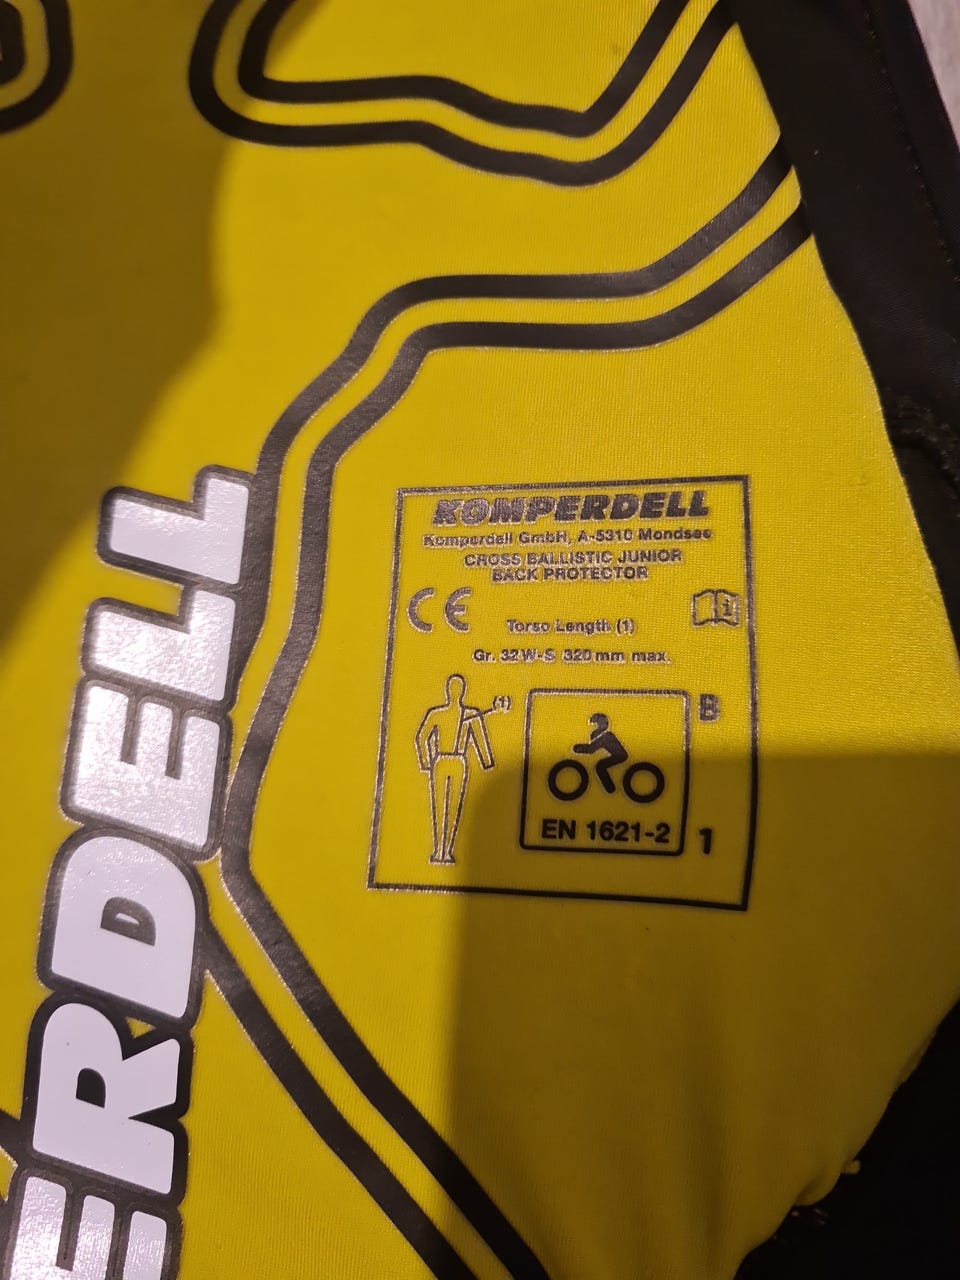 ERDELL
KOMPERDELL
Komperdell GmbH, A-5310 Mondsee
CROSS BALLISTIC JUNIOR
BACK PROTECTOR
CE
i
Torso Length (1)
Gr. 32 W-S 320 mm max.
(1)
B
EN 1621-2
1